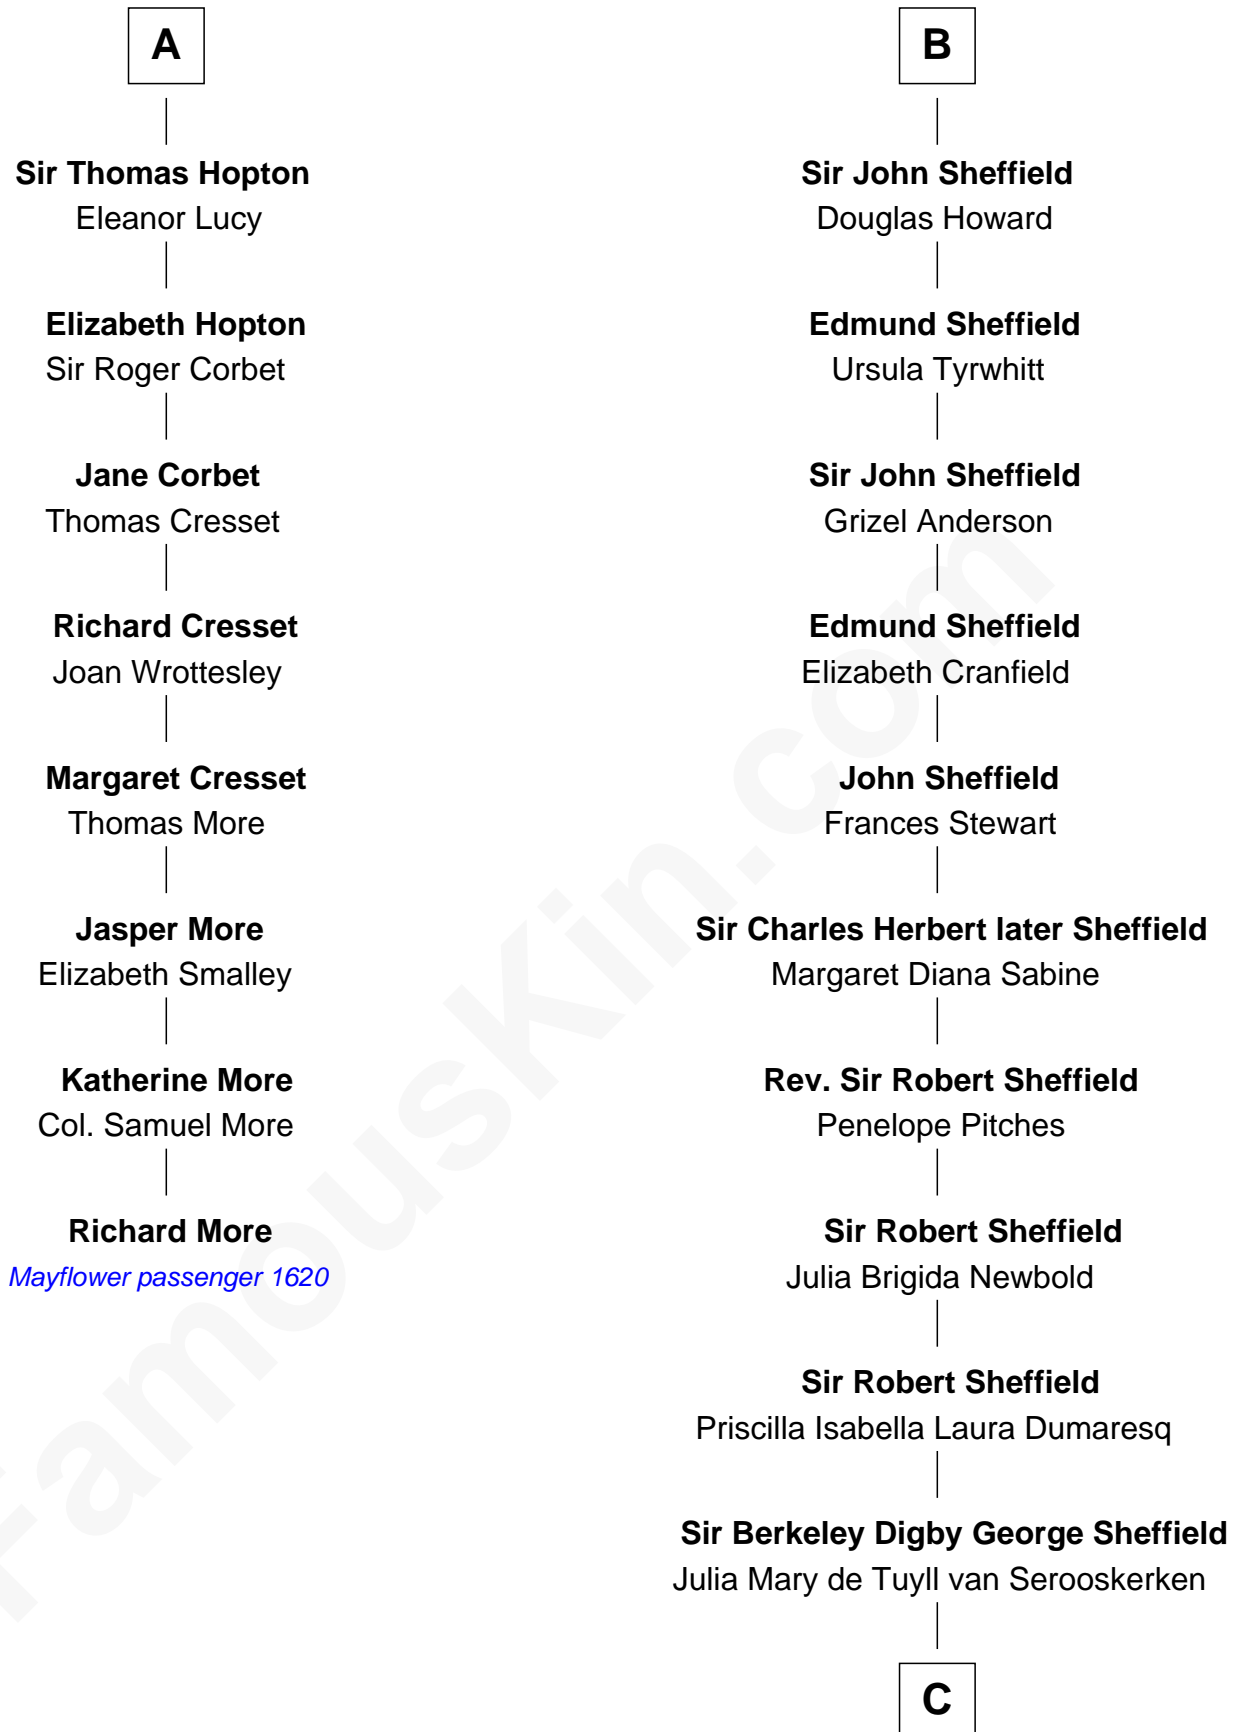 A
Sir Thomas Hopton
Eleanor Lucy
Elizabeth Hopton
Sir Roger Corbet
Jane Corbet
Thomas Cresset
Richard Cresset
Joan Wrottesley
Margaret Cresset
Thomas More
Jasper More
Elizabeth Smalley
Katherine More
Col. Samuel More
Richard More
Mayflower passenger 1620
B
Sir John Sheffield
Douglas Howard
Edmund Sheffield
Ursula Tyrwhitt
Sir John Sheffield
Grizel Anderson
Edmund Sheffield
Elizabeth Cranfield
John Sheffield
Frances Stewart
Sir Charles Herbert later Sheffield
Margaret Diana Sabine
Rev. Sir Robert Sheffield
Penelope Pitches
Sir Robert Sheffield
Julia Brigida Newbold
Sir Robert Sheffield
Priscilla Isabella Laura Dumaresq
Sir Berkeley Digby George Sheffield
Julia Mary de Tuyll van Serooskerken
C
FamousKin.com